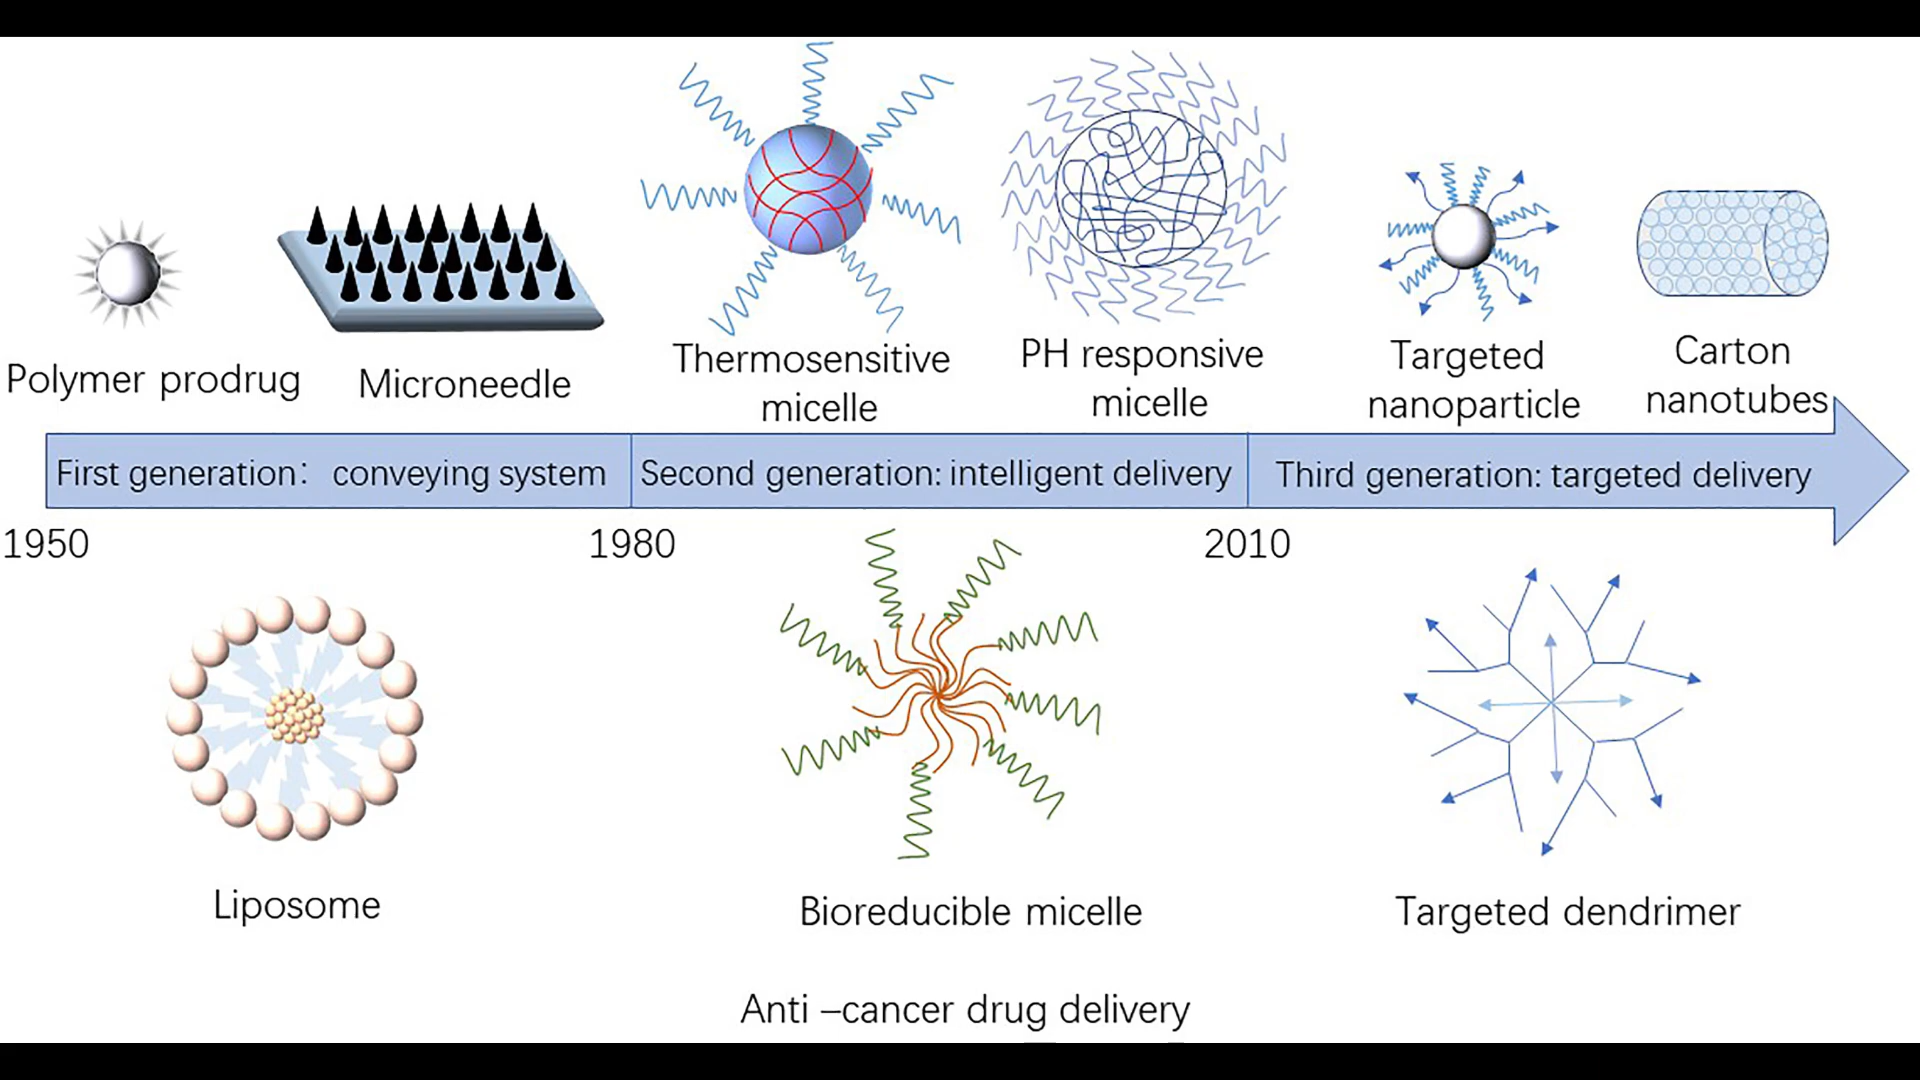 Polymer prodrug
Microneedle
Thermosensitive
micelle
PH responsive
micelle
Targeted
nanoparticle
Carton
nanotubes
First generation： conveying system
Second generation: intelligent delivery
Third generation: targeted delivery
1950
1980
2010
Liposome
Bioreducible micelle
Targeted dendrimer
Anti –cancer drug delivery